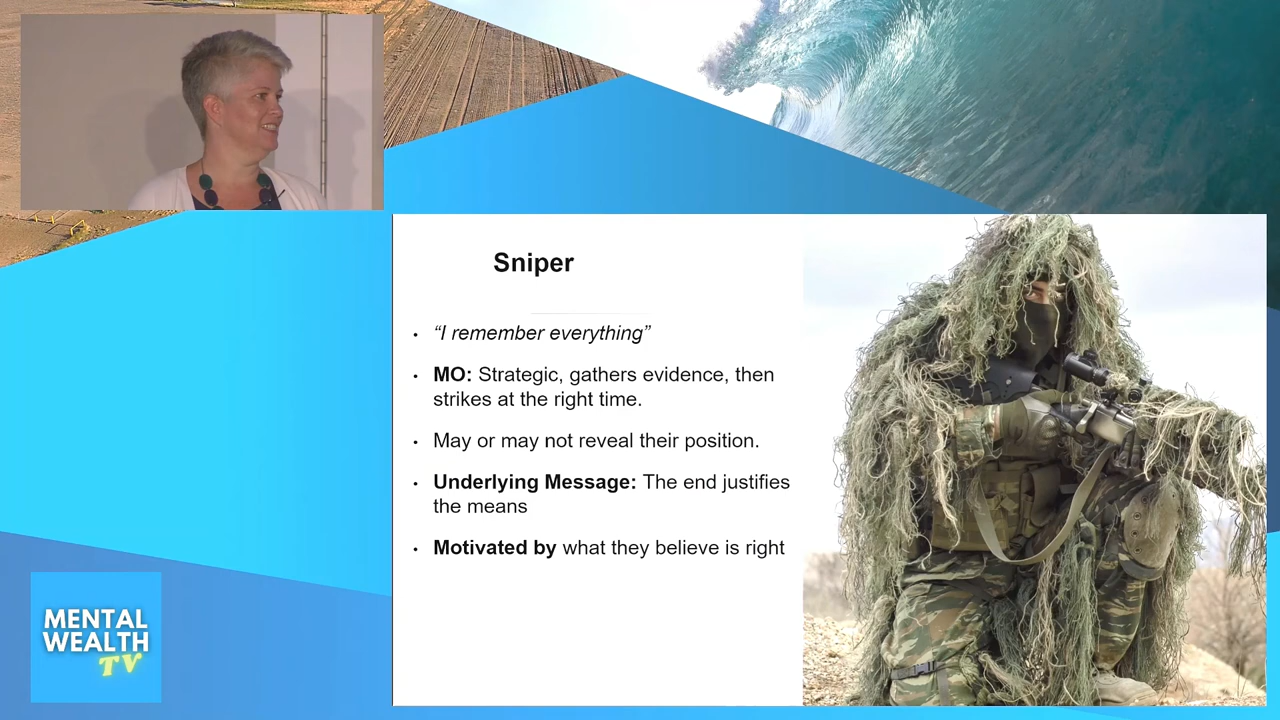 Sniper
• “I remember everything”
• MO: Strategic, gathers evidence, then
strikes at the right time.
• May or may not reveal their position.
• Underlying Message: The end justifies
the means
• Motivated by what they believe is right
MENTAL
WEALTH
TV